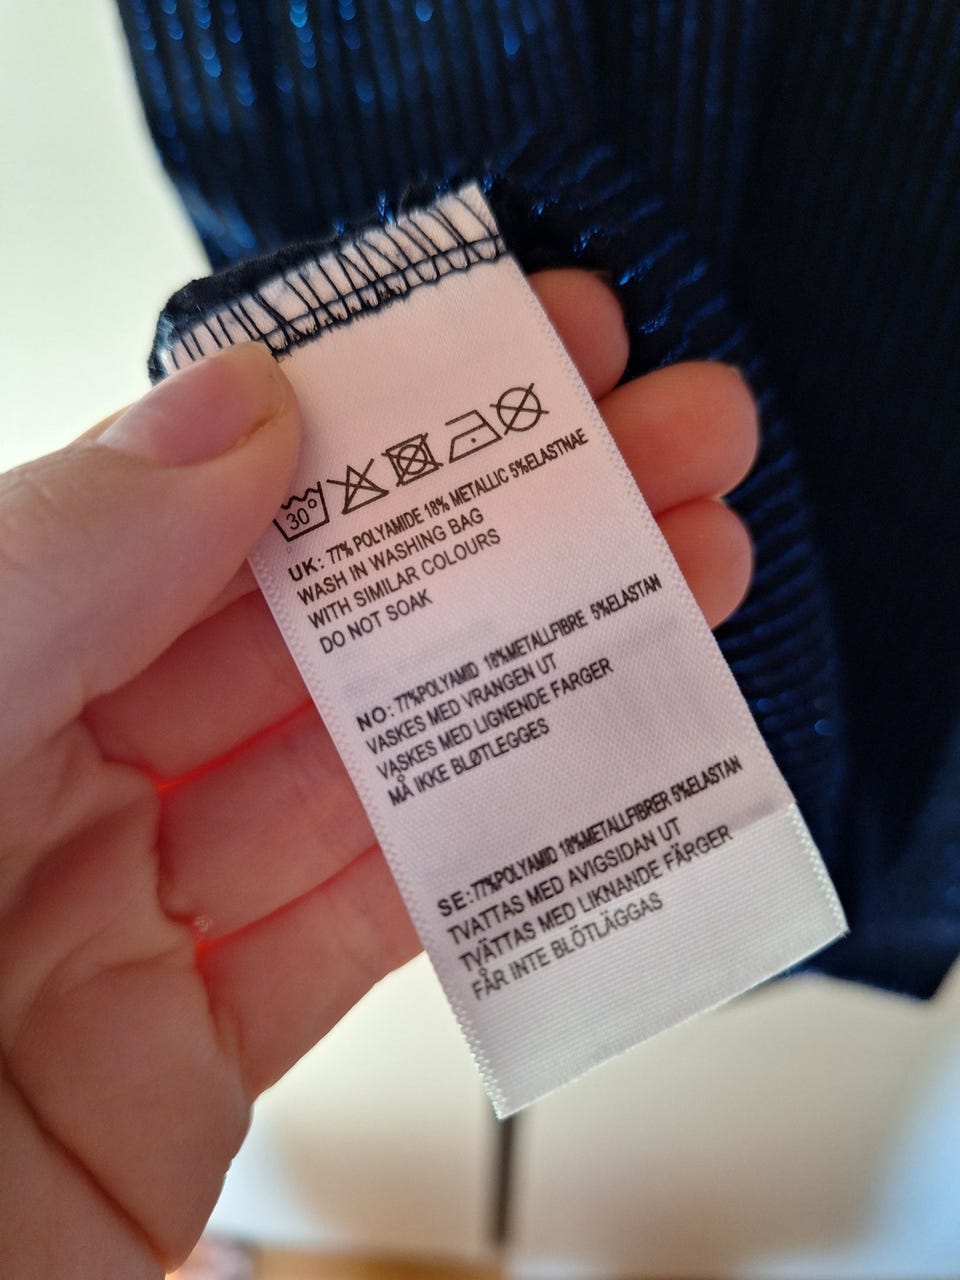 30°
UK: 77% POLYAMIDE 18% METALLIC 5%ELASTNAE
WASH IN WASHING BAG
WITH SIMILAR COLOURS
DO NOT SOAK
NO: 77%POLYAMID 18%METALLFIBRE 5%ELASTAN
VASKES MED VRANGEN UT
VASKES MED LIGNENDE FARGER
MÅ IKKE BLØTLEGGES
SE:77%POLYAMID 18%METALLFIBRER 5%ELASTAN
TVATTAS MED AVIGSIDAN UT
TVÄTTAS MED LIKNANDE FÄRGER
FÅR INTE BLÖTLÄGGAS